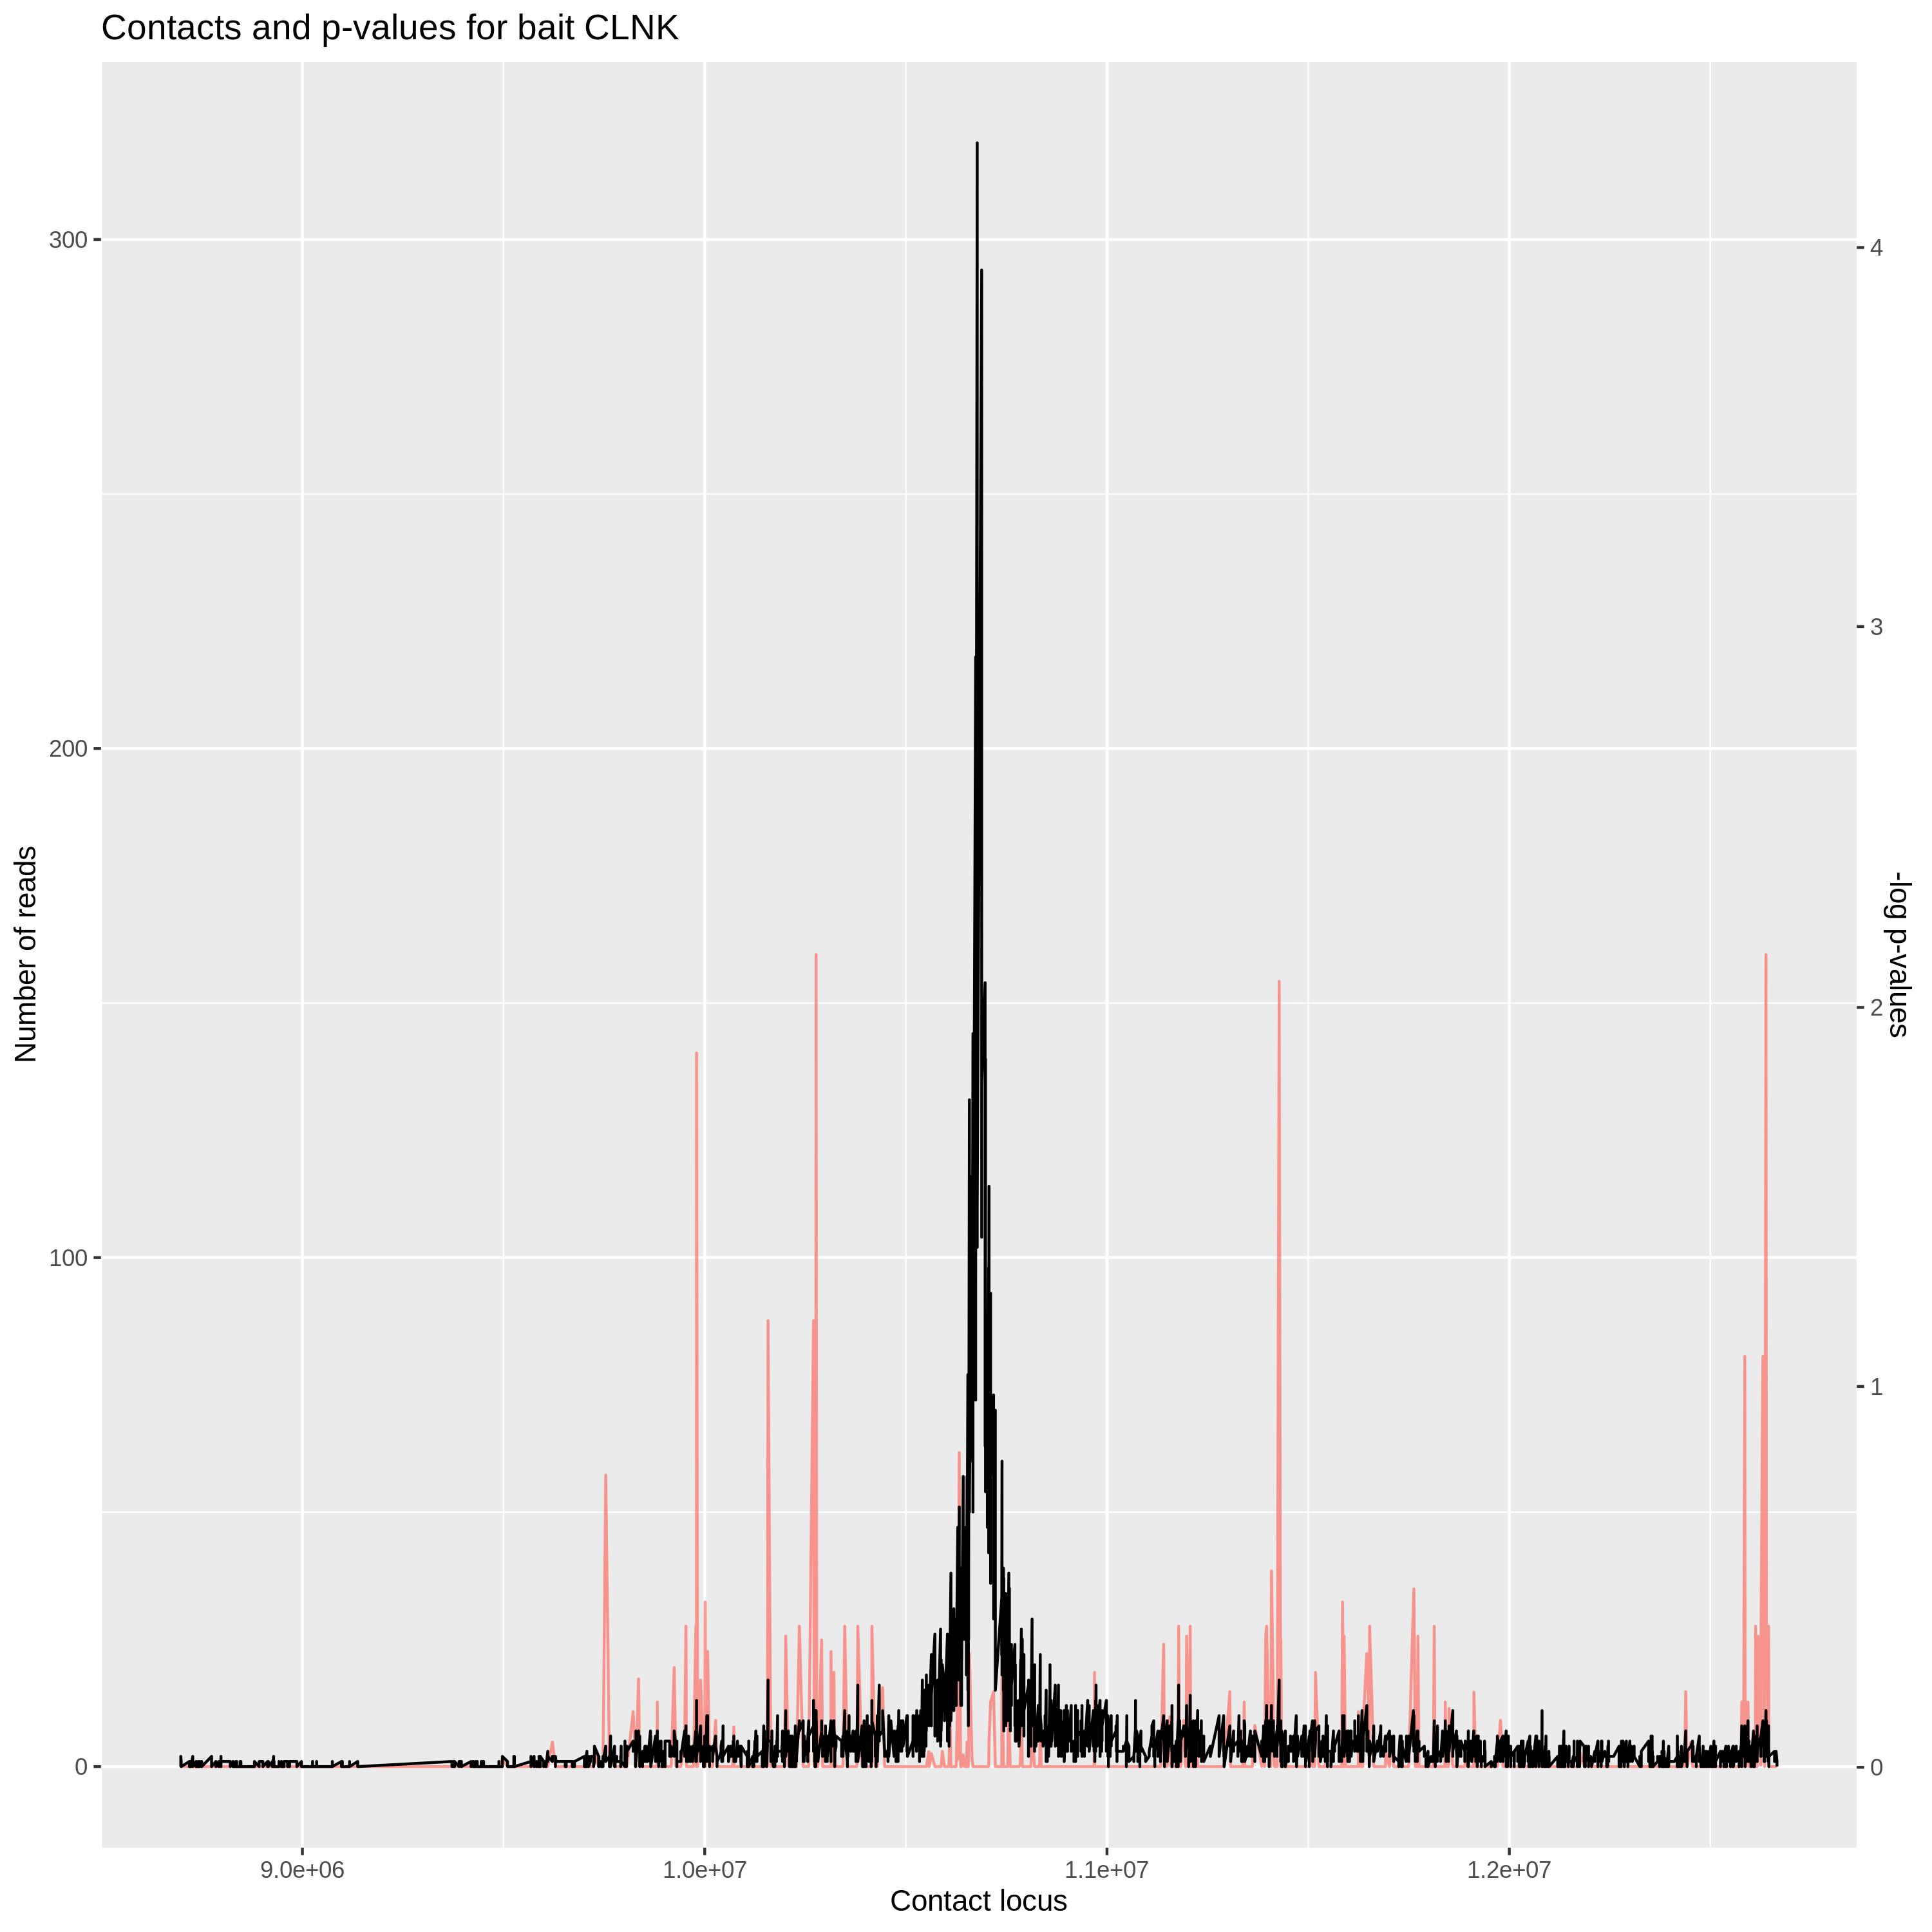 Contacts and p-values for bait CLNK
Number of reads
300
200
100
0
-log p-values
4
3
2
1
0
9.0e+06
1.0e+07
1.1e+07
1.2e+07
Contact locus